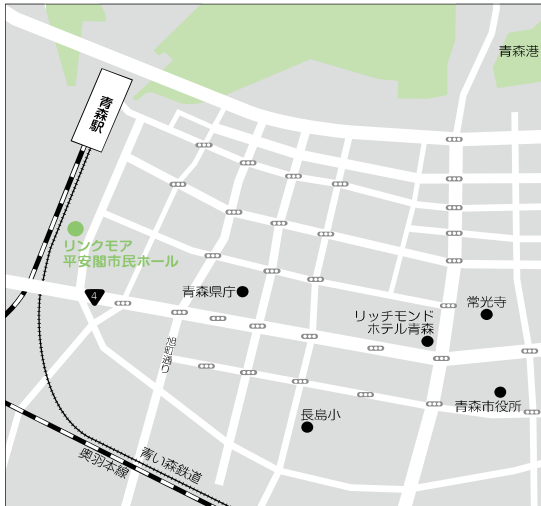 青森港
青森駅
リンクモア
平安閣市民ホール
4
青森県庁
常光寺
リッチモンド
ホテル青森
旭町通り
青森市役所
長島小
青い森鉄道
奥羽本線